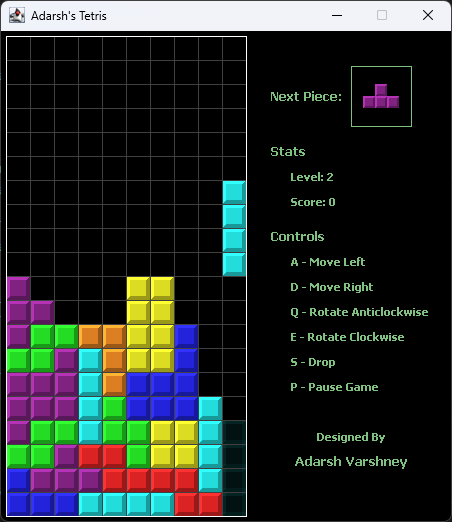 Adarsh's Tetris
Next Piece:
Stats
Level: 2
Score: 0
Controls
A - Move Left
D - Move Right
Q - Rotate Anticlockwise
E - Rotate Clockwise
S - Drop
P - Pause Game
Designed By
Adarsh Varshney